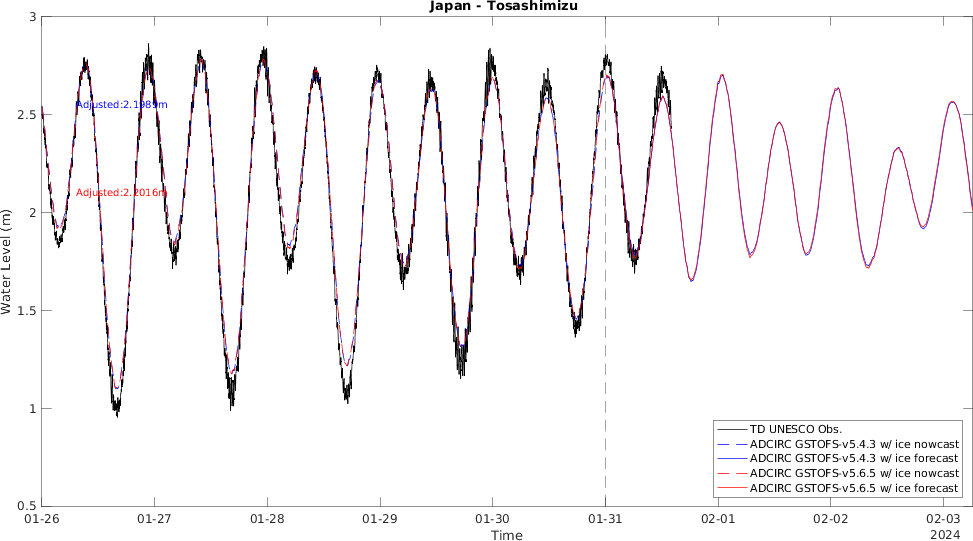 Japan - Tosashimizu
3
2.5
2
1.5
1
0.5
Water Level (m)
Adjusted:2.1989m
Adjusted:2.2016m
TD UNESCO Obs.
ADCIRC GSTOFS-v5.4.3 w/ ice nowcast
ADCIRC GSTOFS-v5.4.3 w/ ice forecast
ADCIRC GSTOFS-v5.6.5 w/ ice nowcast
ADCIRC GSTOFS-v5.6.5 w/ ice forecast
01-26 01-27 01-28 01-29 01-30 01-31 02-01 02-02 02-03
Time
2024